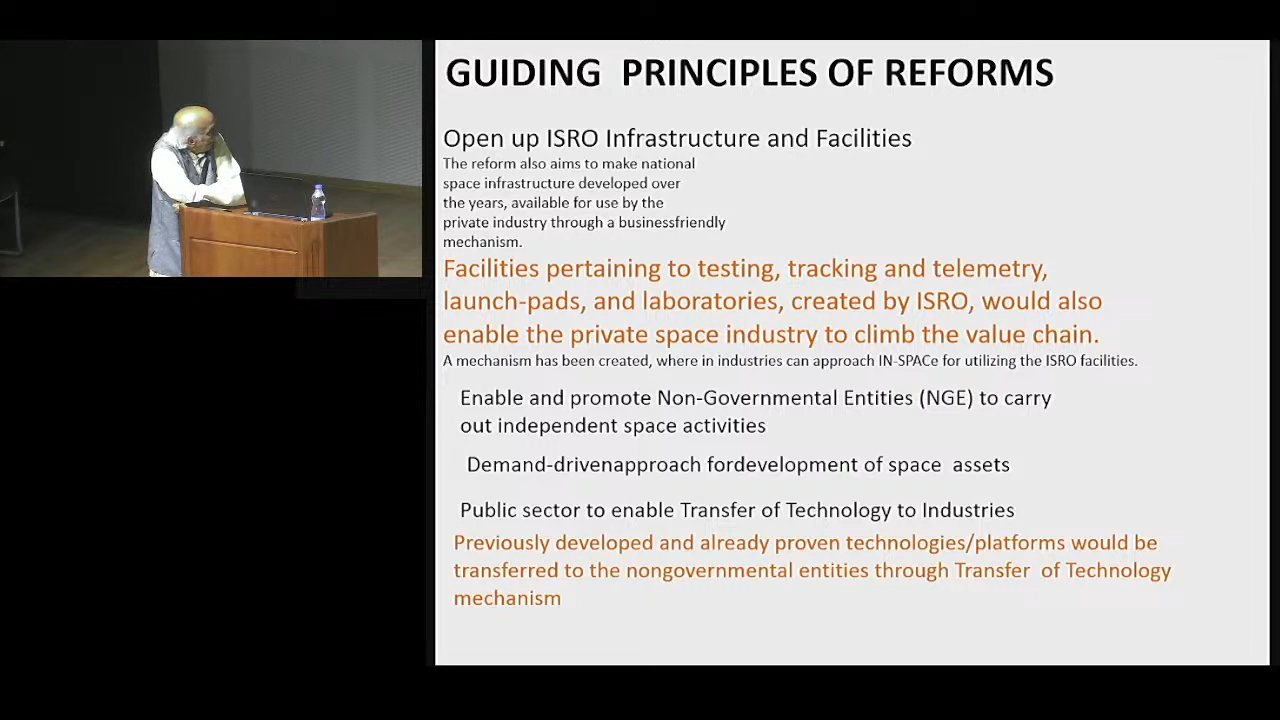 GUIDING PRINCIPLES OF REFORMS
Open up ISRO Infrastructure and Facilities
The reform also aims to make national
space infrastructure developed over
the years, available for use by the
private industry through a businessfriendly
mechanism.
Facilities pertaining to testing, tracking and telemetry,
launch-pads, and laboratories, created by ISRO, would also
enable the private space industry to climb the value chain.
A mechanism has been created, where in industries can approach IN-SPACe for utilizing the ISRO facilities.
Enable and promote Non-Governmental Entities (NGE) to carry
out independent space activities
Demand-drivenapproach fordevelopment of space assets
Public sector to enable Transfer of Technology to Industries
Previously developed and already proven technologies/platforms would be
transferred to the nongovernmental entities through Transfer of Technology
mechanism